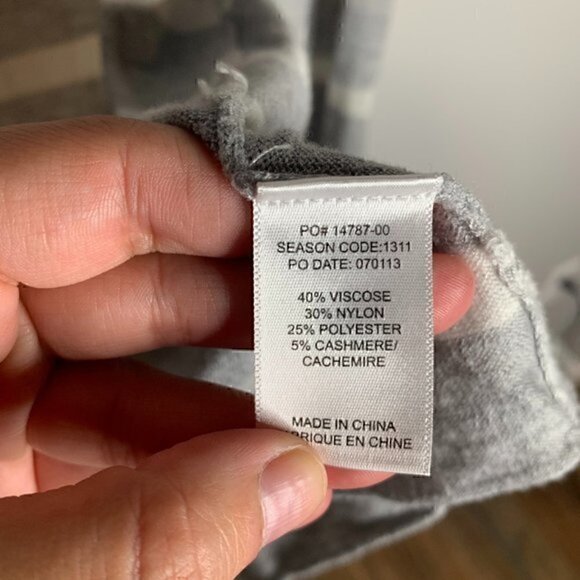 PO# 14787-00
SEASON CODE:1311
PO DATE: 070113
40% VISCOSE
30% NYLON
25% POLYESTER
5% CASHMERE/
CACHEMIRE
MADE IN CHINA
EN CHINE